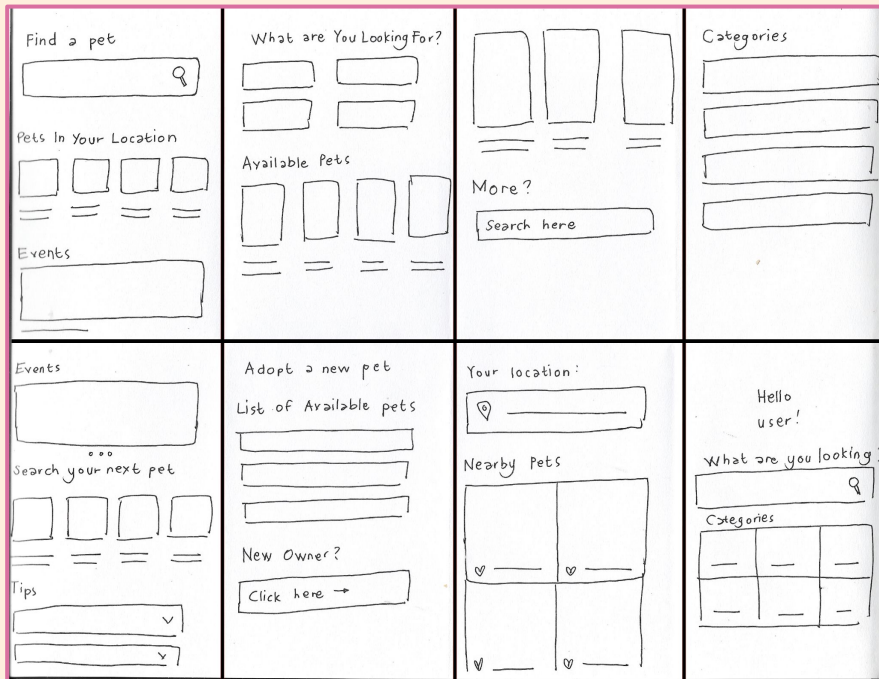 Find a pet
Pets In Your Location
Events
What are You Looking For?
Available Pets
More?
Search here
Categories
Events
Search your next pet
Tips
Adopt a new pet
List of Available pets
New Owner?
Click here →
Your location:
Nearby Pets
Hello
user!
What are you looking ?
Categories